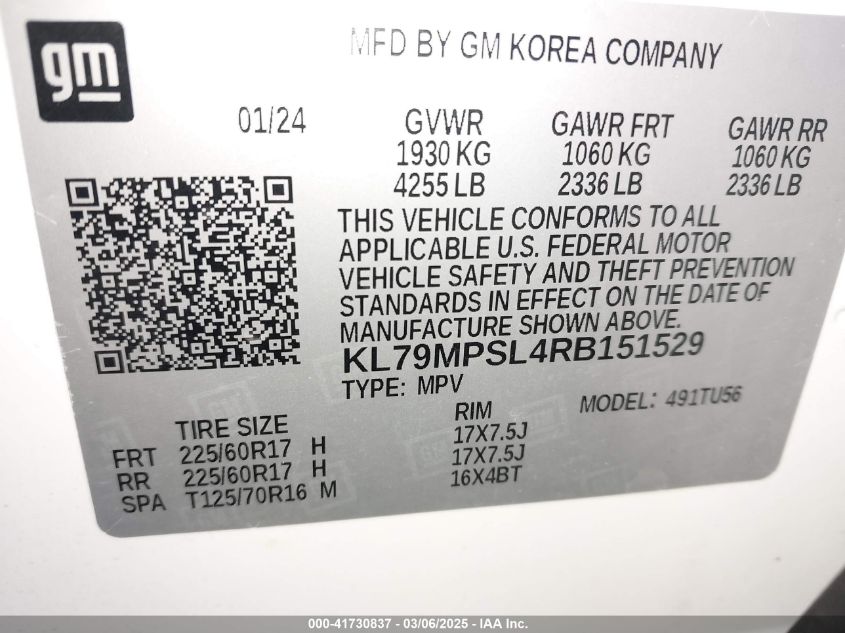 gm
MFD BY GM KOREA COMPANY
01/24
GVWR
1930 KG
4255 LB
GAWR FRT
1060 KG
2336 LB
GAWR RR
1060 KG
2336 LB
THIS VEHICLE CONFORMS TO ALL
APPLICABLE U.S. FEDERAL MOTOR
VEHICLE SAFETY AND THEFT PREVENTION
STANDARDS IN EFFECT ON THE DATE OF
MANUFACTURE SHOWN ABOVE.
KL79MPSL4RB151529
TYPE: MPV
MODEL: 491TU56
TIRE SIZE
RIM
FRT 225/60R17 H 17X7.5J
RR 225/60R17 H 17X7.5J
SPA T125/70R16 M 16X4BT
000-41730837 - 03/06/2025 - IAA, Inc.